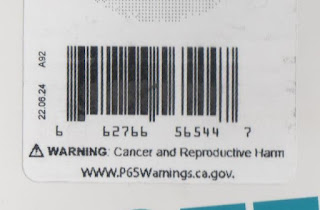 22.06.24 A92
6 62766 56544 7
⚠ WARNING: Cancer and Reproductive Harm
www.P65Warnings.ca.gov.